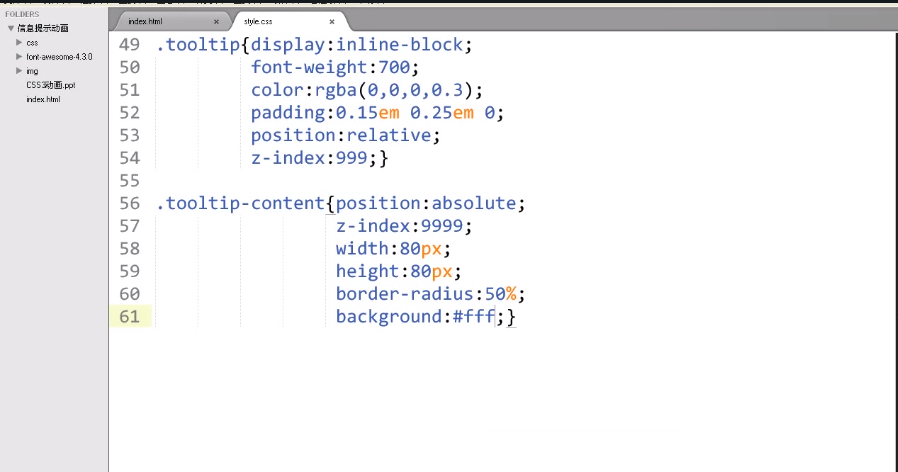 FOLDERS
信息提示动画
css
font-awesome-4.3.0
img
CSS3动画.ppt
index.html
index.html × style.css ×
49 .tooltip{display:inline-block;
50 font-weight:700;
51 color:rgba(0,0,0,0.3);
52 padding:0.15em 0.25em 0;
53 position:relative;
54 z-index:999;}
55
56 .tooltip-content{position:absolute;
57 z-index:9999;
58 width:80px;
59 height:80px;
60 border-radius:50%;
61 background:#fff;}